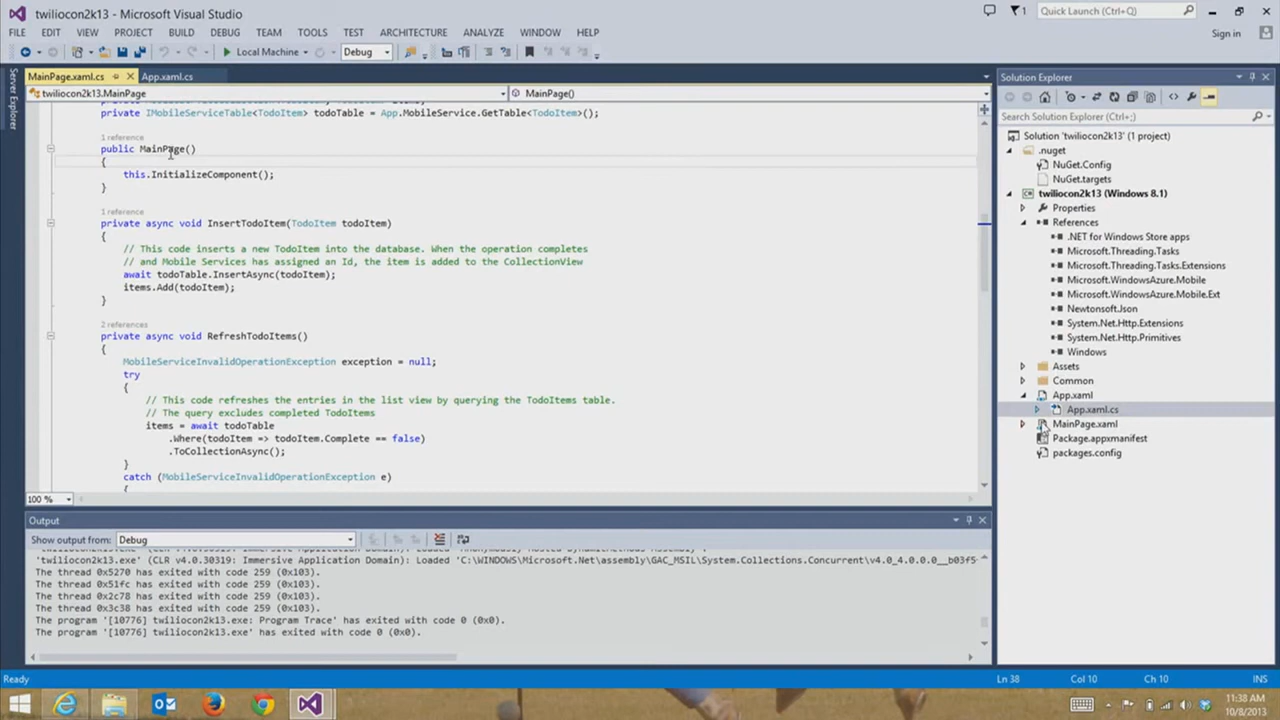 twiliocon2k13 - Microsoft Visual Studio
1
Quick Launch (Ctrl+Q)
FILE EDIT VIEW PROJECT BUILD DEBUG TEAM TOOLS TEST ARCHITECTURE ANALYZE WINDOW HELP
Sign in
Local Machine
Debug
Server Explorer
MainPage.xaml.cs
App.xaml.cs
twiliocon2k13.MainPage
MainPage()
private IMobileServiceTable<TodoItem> todoTable = App.MobileService.GetTable<TodoItem>();
1 reference
public MainPage()
{
this.InitializeComponent();
}
1 reference
private async void InsertTodoItem(TodoItem todoItem)
{
// This code inserts a new TodoItem into the database. When the operation completes
// and Mobile Services has assigned an Id, the item is added to the CollectionView
await todoTable.InsertAsync(todoItem);
items.Add(todoItem);
}
2 references
private async void RefreshTodoItems()
{
MobileServiceInvalidOperationException exception = null;
try
{
// This code refreshes the entries in the list view by querying the TodoItems table.
// The query excludes completed TodoItems
items = await todoTable
.Where(todoItem => todoItem.Complete == false)
.ToCollectionAsync();
}
catch (MobileServiceInvalidOperationException e)
{
100 %
Output
Show output from: Debug
'twiliocon2k13.exe' (CLR v4.0.30319: Immersive Application Domain): Loaded 'C:\WINDOWS\Microsoft.Net\assembly\GAC_MSIL\System.Collections.Concurrent\v4.0_4.0.0.0__b03f5
The thread 0x5270 has exited with code 259 (0x103).
The thread 0x51fc has exited with code 259 (0x103).
The thread 0x2c78 has exited with code 259 (0x103).
The thread 0x3c38 has exited with code 259 (0x103).
The program '[10776] twiliocon2k13.exe: Program Trace' has exited with code 0 (0x0).
The program '[10776] twiliocon2k13.exe' has exited with code 0 (0x0).
Solution Explorer
Search Solution Explorer (Ctrl+;)
Solution 'twiliocon2k13' (1 project)
.nuget
NuGet.Config
NuGet.targets
twiliocon2k13 (Windows 8.1)
Properties
References
.NET for Windows Store apps
Microsoft.Threading.Tasks
Microsoft.Threading.Tasks.Extensions
Microsoft.WindowsAzure.Mobile
Microsoft.WindowsAzure.Mobile.Ext
Newtonsoft.Json
System.Net.Http.Extensions
System.Net.Http.Primitives
Windows
Assets
Common
App.xaml
App.xaml.cs
MainPage.xaml
Package.appxmanifest
packages.config
Ready
Ln 38 Col 10 Ch 10 INS
11:38 AM
10/8/2013